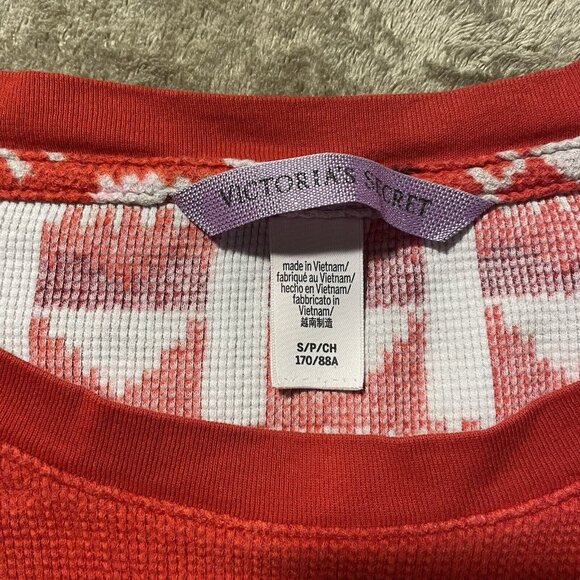 VICTORIA'S SECRET
made in Vietnam/
fabriqué au Vietnam/
hecho en Vietnam/
fabbricato in
Vietnam/
越南制造
S/P/CH
170/88A